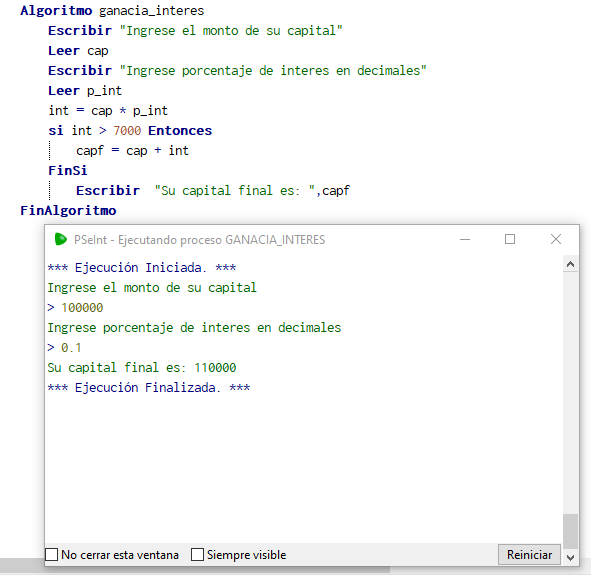 Algoritmo ganacia_interes
Escribir "Ingrese el monto de su capital"
Leer cap
Escribir "Ingrese porcentaje de interes en decimales"
Leer p_int
int = cap * p_int
si int > 7000 Entonces
capf = cap + int
FinSi
Escribir "Su capital final es: ",capf
FinAlgoritmo
PSeInt - Ejecutando proceso GANACIA_INTERES
*** Ejecución Iniciada. ***
Ingrese el monto de su capital
> 100000
Ingrese porcentaje de interes en decimales
> 0.1
Su capital final es: 110000
*** Ejecución Finalizada. ***
No cerrar esta ventana Siempre visible Reiniciar